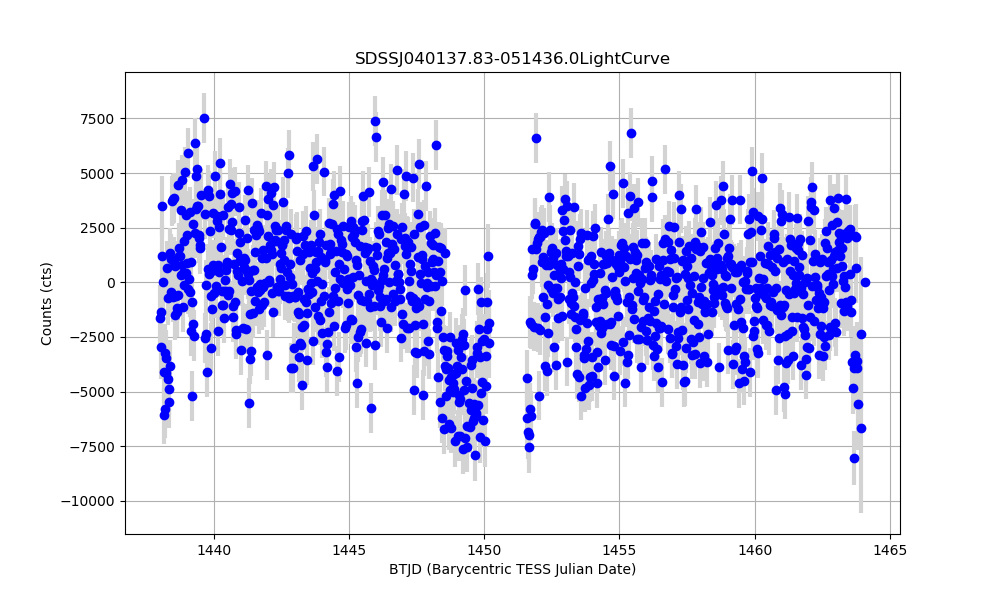 SDSSJ040137.83-051436.0LightCurve
7500
5000
2500
0
−2500
−5000
−7500
−10000
Counts (cts)
1440 1445 1450 1455 1460 1465
BTJD (Barycentric TESS Julian Date)